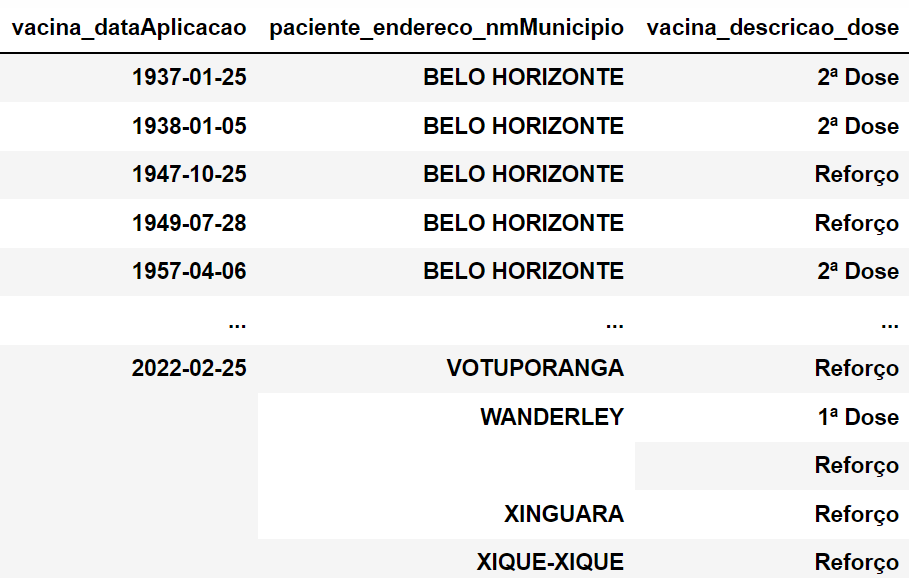 vacina_dataAplicacao paciente_endereco_nmMunicipio vacina_descricao_dose
1937-01-25 BELO HORIZONTE 2ª Dose
1938-01-05 BELO HORIZONTE 2ª Dose
1947-10-25 BELO HORIZONTE Reforço
1949-07-28 BELO HORIZONTE Reforço
1957-04-06 BELO HORIZONTE 2ª Dose
... ... ...
2022-02-25 VOTUPORANGA Reforço
WANDERLEY 1ª Dose
Reforço
XINGUARA Reforço
XIQUE-XIQUE Reforço